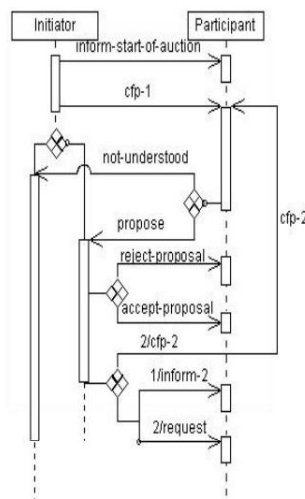 Initiator
Participant
inform-start-of-auction
cfp-1
not-understood
cfp-2
propose
reject-proposal
accept-proposal
2/cfp-2
1/inform-2
2/request